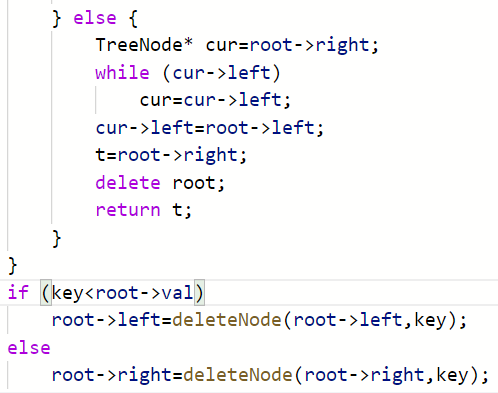 } else {
        TreeNode* cur=root->right;
        while (cur->left)
            cur=cur->left;
        cur->left=root->left;
        t=root->right;
        delete root;
        return t;
    }
}
if (key<root->val)
    root->left=deleteNode(root->left,key);
else
    root->right=deleteNode(root->right,key);